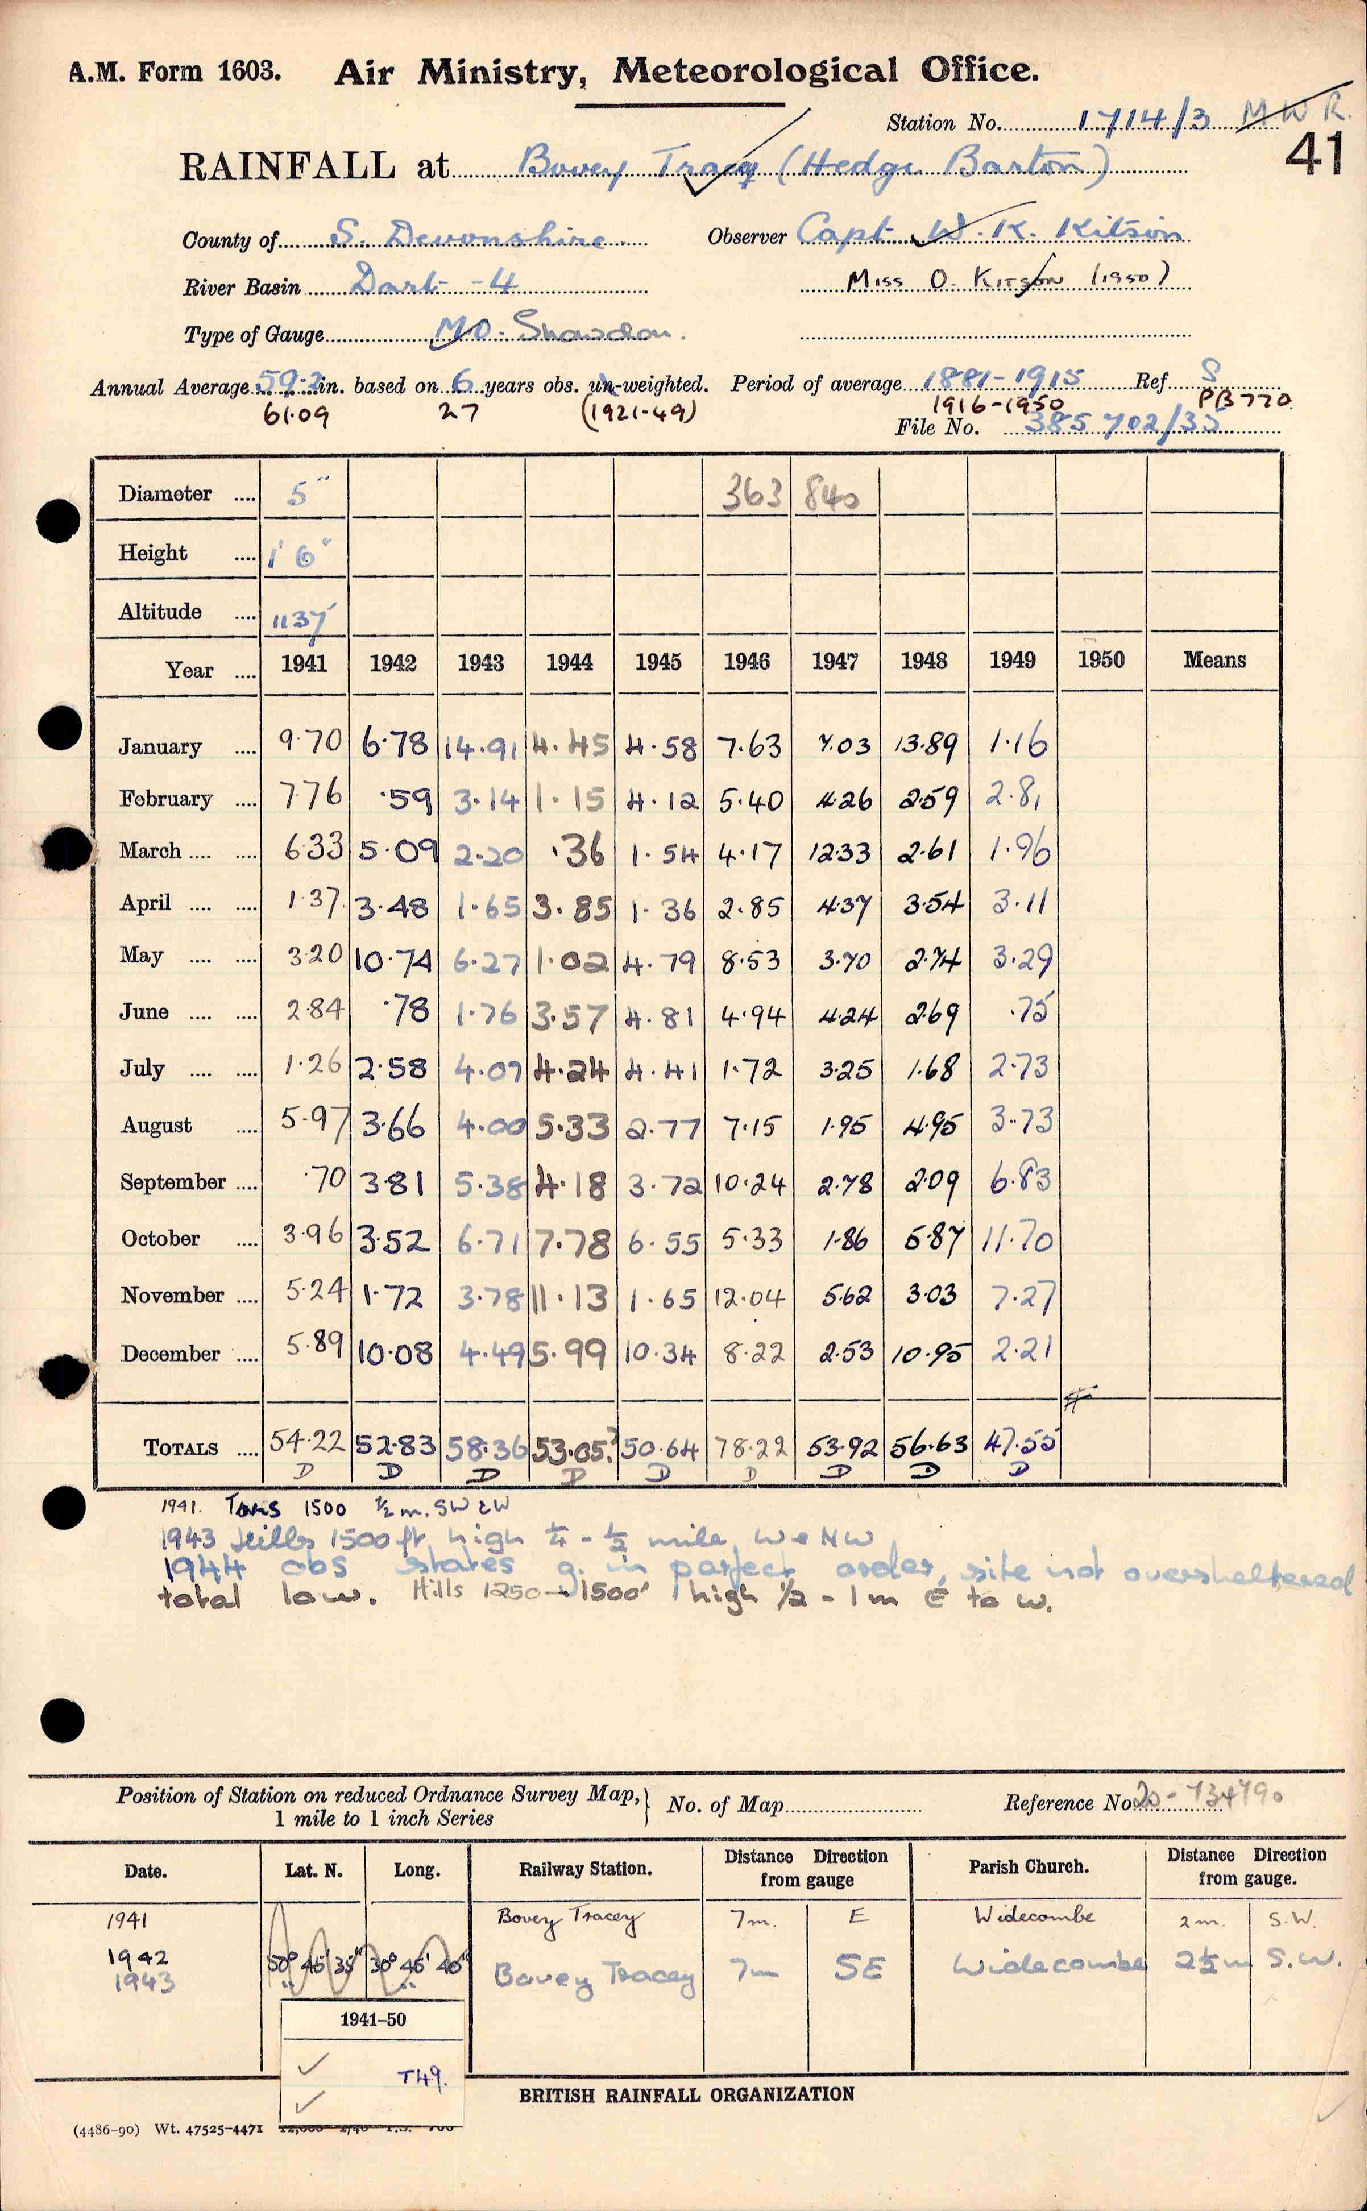 A.M. Form 1603. Air Ministry, Meteorological Office.
Station No. 1714/3 M W R.
41
RAINFALL at Bovey Tracey (Hedge Barton)
County of S. Devonshire. Observer Capt. W. K. Kitson
River Basin Dart -4 Miss O. Kitson (1950)
Type of Gauge M.O. Snowdon.
Annual Average 59.2 in. based on 6 years obs. un-weighted. Period of average 1881-1915 Ref. S
61.09 27 (1921-49) 1916-1950 PB 770
File No. 385702/35
Diameter .... 5" 363 840
Height .... 1' 6"
Altitude .... 1137
Year .... 1941 1942 1943 1944 1945 1946 1947 1948 1949 1950 Means
January .... 9.70 6.78 14.91 4.45 4.58 7.63 7.03 13.89 1.16
February .... 7.76 .59 3.14 1.15 4.12 5.40 4.26 2.59 2.81
March .... .... 6.33 5.09 2.20 .36 1.54 4.17 12.33 2.61 1.96
April .... .... 1.37 3.48 1.65 3.85 1.36 2.85 4.37 3.54 3.11
May .... .... 3.20 10.74 6.27 1.02 4.79 8.53 3.70 2.74 3.29
June .... .... 2.84 .78 1.76 3.57 4.81 4.94 4.24 2.69 .75
July .... .... 1.26 2.58 4.07 4.24 4.41 1.72 3.25 1.68 2.73
August .... 5.97 3.66 4.00 5.33 2.77 7.15 1.95 4.95 3.73
September .... .70 3.81 5.38 4.18 3.72 10.24 2.78 2.09 6.83
October .... 3.96 3.52 6.71 7.78 6.55 5.33 1.86 5.87 11.70
November .... 5.24 1.72 3.78 11.13 1.65 12.04 5.62 3.03 7.27
December .... 5.89 10.08 4.49 5.99 10.34 8.22 2.53 10.95 2.21
TOTALS .... 54.22 52.83 58.36 53.05? 50.64 78.22 53.92 56.63 47.55
D D D D D D D D D
1941. Tors 1500 ½ m. SW & W
1943 Hills 1500 ft high ¼ - ½ mile W & NW
1944 obs states g. in perfect order, site not oversheltered
total low. Hills 1250 - 1500' high ½ - 1 m E to W.
Position of Station on reduced Ordnance Survey Map, 1 mile to 1 inch Series } No. of Map Reference No. 20-734790
Date. Lat. N. Long. Railway Station. Distance Direction from gauge Parish Church. Distance Direction from gauge.
1941 Bovey Tracey 7m. E Widecombe 2m. S.W.
1942 50° 46' 35" 30° 46' 40"
1943 Bovey Tracey 7m SE Widecombe 2½m S.W.
1941-50
T49.
BRITISH RAINFALL ORGANIZATION
(4486-90) Wt. 47525-4471